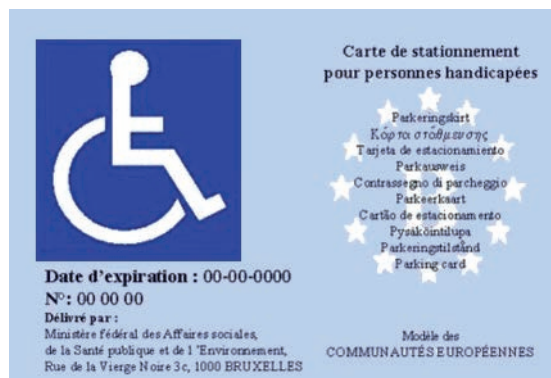 Carte de stationnement
pour personnes handicapées
Parkeringskort
Κάρτα στάθμευσης
Tarjeta de estacionamiento
Parkausweis
Contrassegno di parcheggio
Parkeerkaart
Cartão de estacionamento
Pysäköintilupa
Parkeringstilstånd
Parking card
Date d'expiration : 00-00-0000
N°: 00 00 00
Délivré par :
Ministère fédéral des Affaires sociales,
de la Santé publique et de l 'Environnement,
Rue de la Vierge Noire 3c, 1000 BRUXELLES
Modèle des
COMMUNAUTÉS EUROPÉENNES